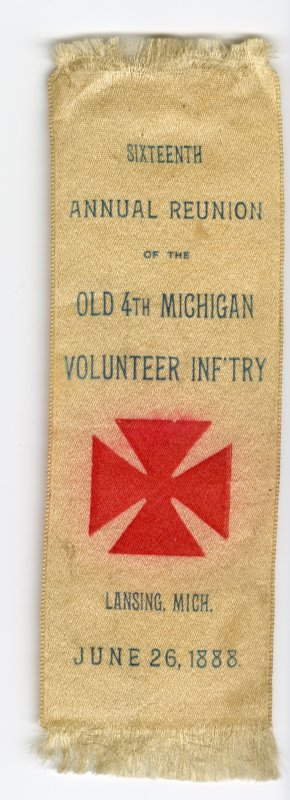 SIXTEENTH
ANNUAL REUNION
OF THE
OLD 4TH MICHIGAN
VOLUNTEER INF'TRY
LANSING, MICH.
JUNE 26, 1888.